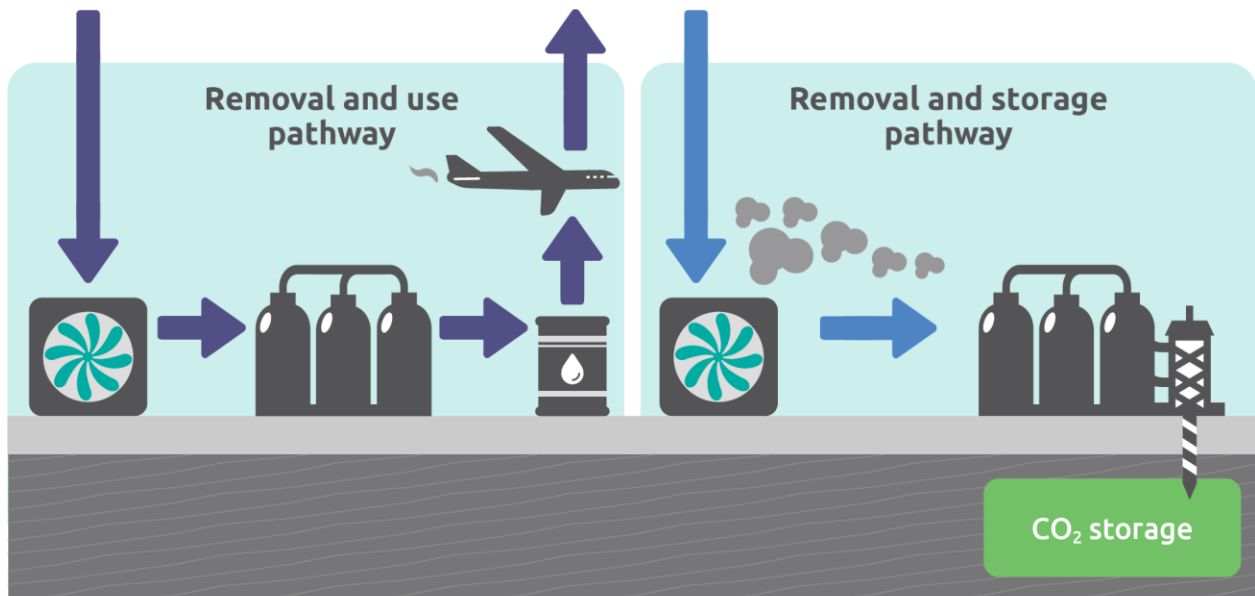 Removal and use
pathway
Removal and storage
pathway
CO₂ storage